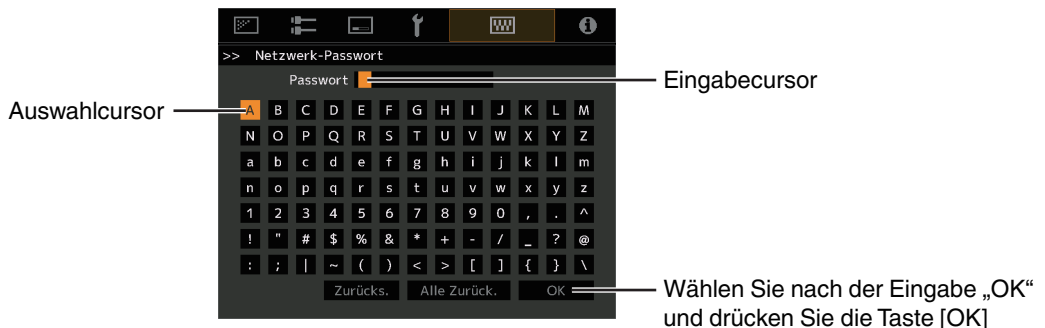 >> Netzwerk-Passwort
Passwort
Eingabecursor
Auswahlcursor
A B C D E F G H I J K L M
N O P Q R S T U V W X Y Z
a b c d e f g h i j k l m
n o p q r s t u v w x y z
1 2 3 4 5 6 7 8 9 0 , . ^
! " # $ % & * + - / _ ? @
: ; | ~ ( ) < > [ ] { } \
Zurücks. Alle Zurück. OK
Wählen Sie nach der Eingabe „OK“
und drücken Sie die Taste [OK]